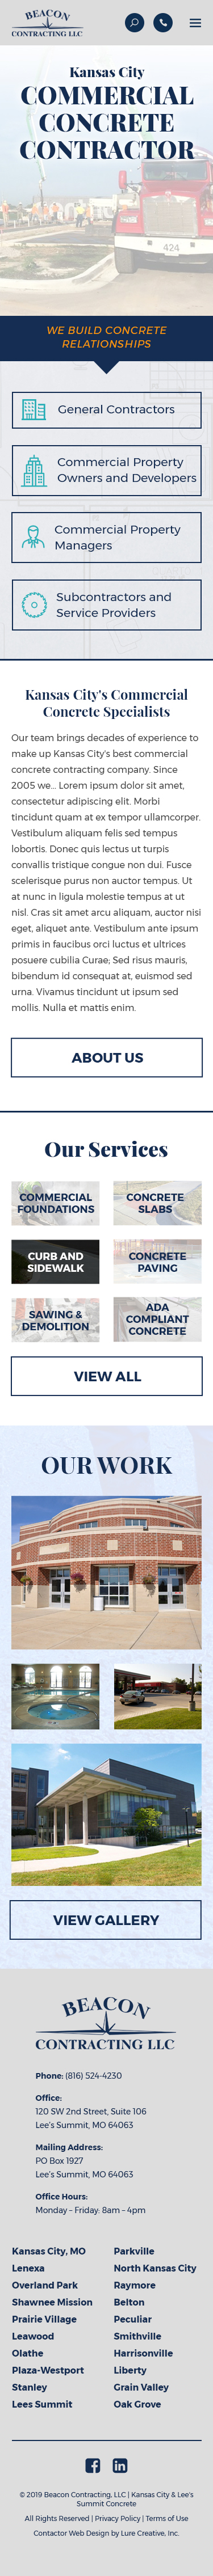 BEACON
CONTRACTING LLC
Kansas City
COMMERCIAL
CONCRETE
CONTRACTOR
424
WE BUILD CONCRETE
RELATIONSHIPS
General Contractors
Commercial Property
Owners and Developers
Commercial Property
Managers
Subcontractors and
Service Providers
Kansas City's Commercial
Concrete Specialists
Our team brings decades of experience to
make up Kansas City's best commercial
concrete contracting company. Since
2005 we... Lorem ipsum dolor sit amet,
consectetur adipiscing elit. Morbi
tincidunt quam at ex tempor ullamcorper.
Vestibulum aliquam felis sed tempus
lobortis. Donec quis lectus ut turpis
convallis tristique congue non dui. Fusce
scelerisque purus non auctor tempus. Ut
at nunc in ligula molestie tempus at ut
nisl. Cras sit amet arcu aliquam, auctor mi
eget, aliquet ante. Vestibulum ante ipsum
primis in faucibus orci luctus et ultrices
posuere cubilia Curae; Sed risus mauris,
bibendum id consequat at, euismod sed
urna. Vivamus tincidunt ut ipsum sed
mollis. Nulla et mattis enim.
ABOUT US
Our Services
COMMERCIAL
FOUNDATIONS
CONCRETE
SLABS
CURB AND
SIDEWALK
CONCRETE
PAVING
SAWING &
DEMOLITION
ADA
COMPLIANT
CONCRETE
VIEW ALL
OUR WORK
VIEW GALLERY
BEACON
CONTRACTING LLC
Phone: (816) 524-4230
Office:
120 SW 2nd Street, Suite 106
Lee's Summit, MO 64063
Mailing Address:
PO Box 1927
Lee's Summit, MO 64063
Office Hours:
Monday – Friday: 8am – 4pm
Kansas City, MO
Lenexa
Overland Park
Shawnee Mission
Prairie Village
Leawood
Olathe
Plaza-Westport
Stanley
Lees Summit
Parkville
North Kansas City
Raymore
Belton
Peculiar
Smithville
Harrisonville
Liberty
Grain Valley
Oak Grove
© 2019 Beacon Contracting, LLC | Kansas City & Lee's
Summit Concrete
All Rights Reserved | Privacy Policy | Terms of Use
Contactor Web Design by Lure Creative, Inc.